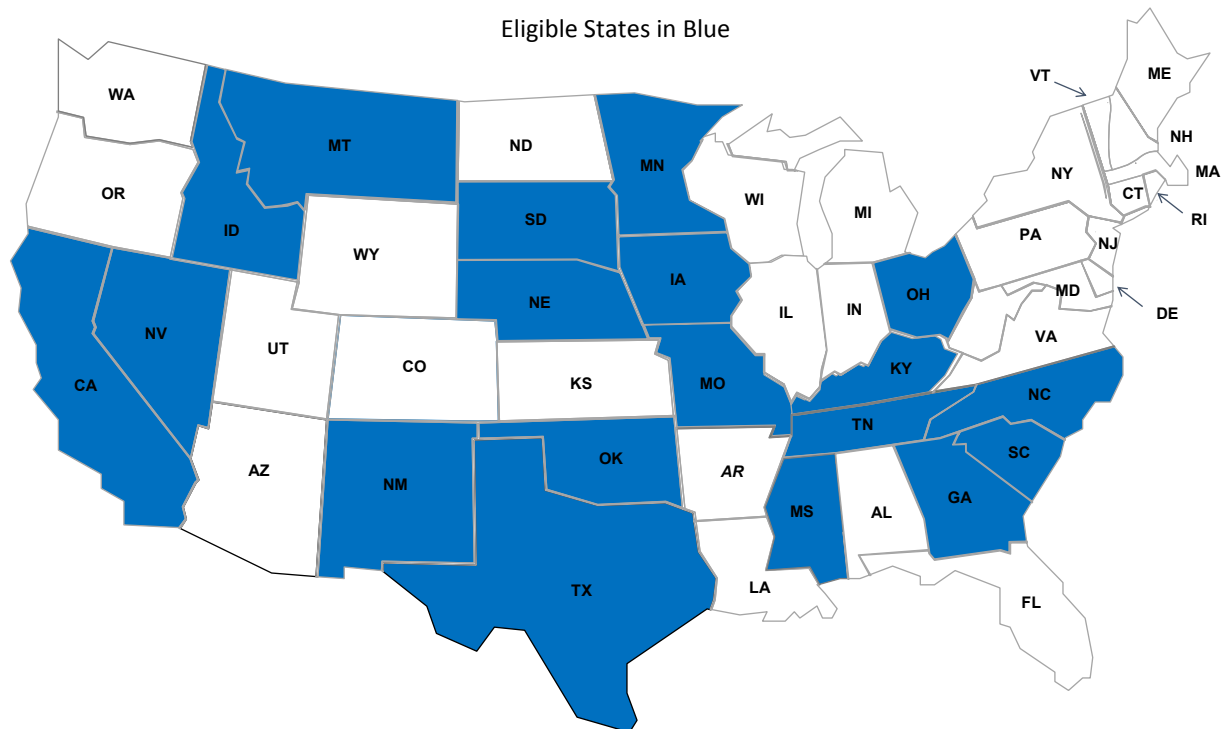 Eligible States in Blue
WA
MT
ND
MN
VT
ME
NH
OR
ID
SD
WI
MI
NY
MA
CT
RI
WY
NE
IA
PA
NJ
NV
UT
CO
IL
IN
OH
MD
DE
CA
KS
MO
KY
VA
AZ
NM
OK
AR
TN
NC
SC
TX
MS
AL
GA
LA
FL